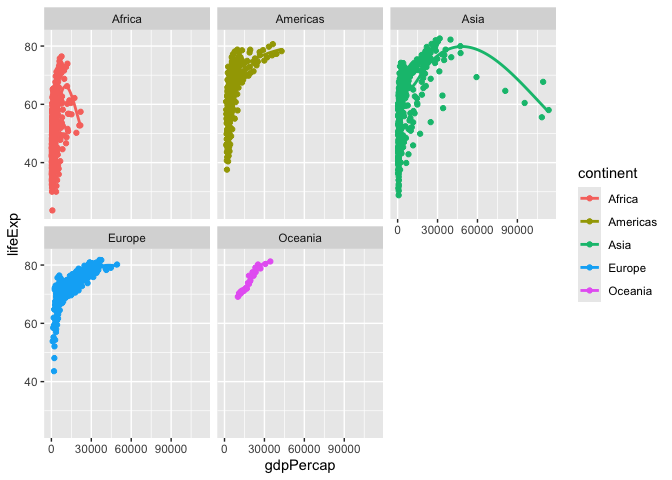 Africa Americas Asia
80
60
40
0 30000 60000 90000
continent
Africa
Americas
Asia
Europe
Oceania
lifeExp
Europe Oceania
80
60
40
0 30000 60000 90000 0 30000 60000 90000
gdpPercap